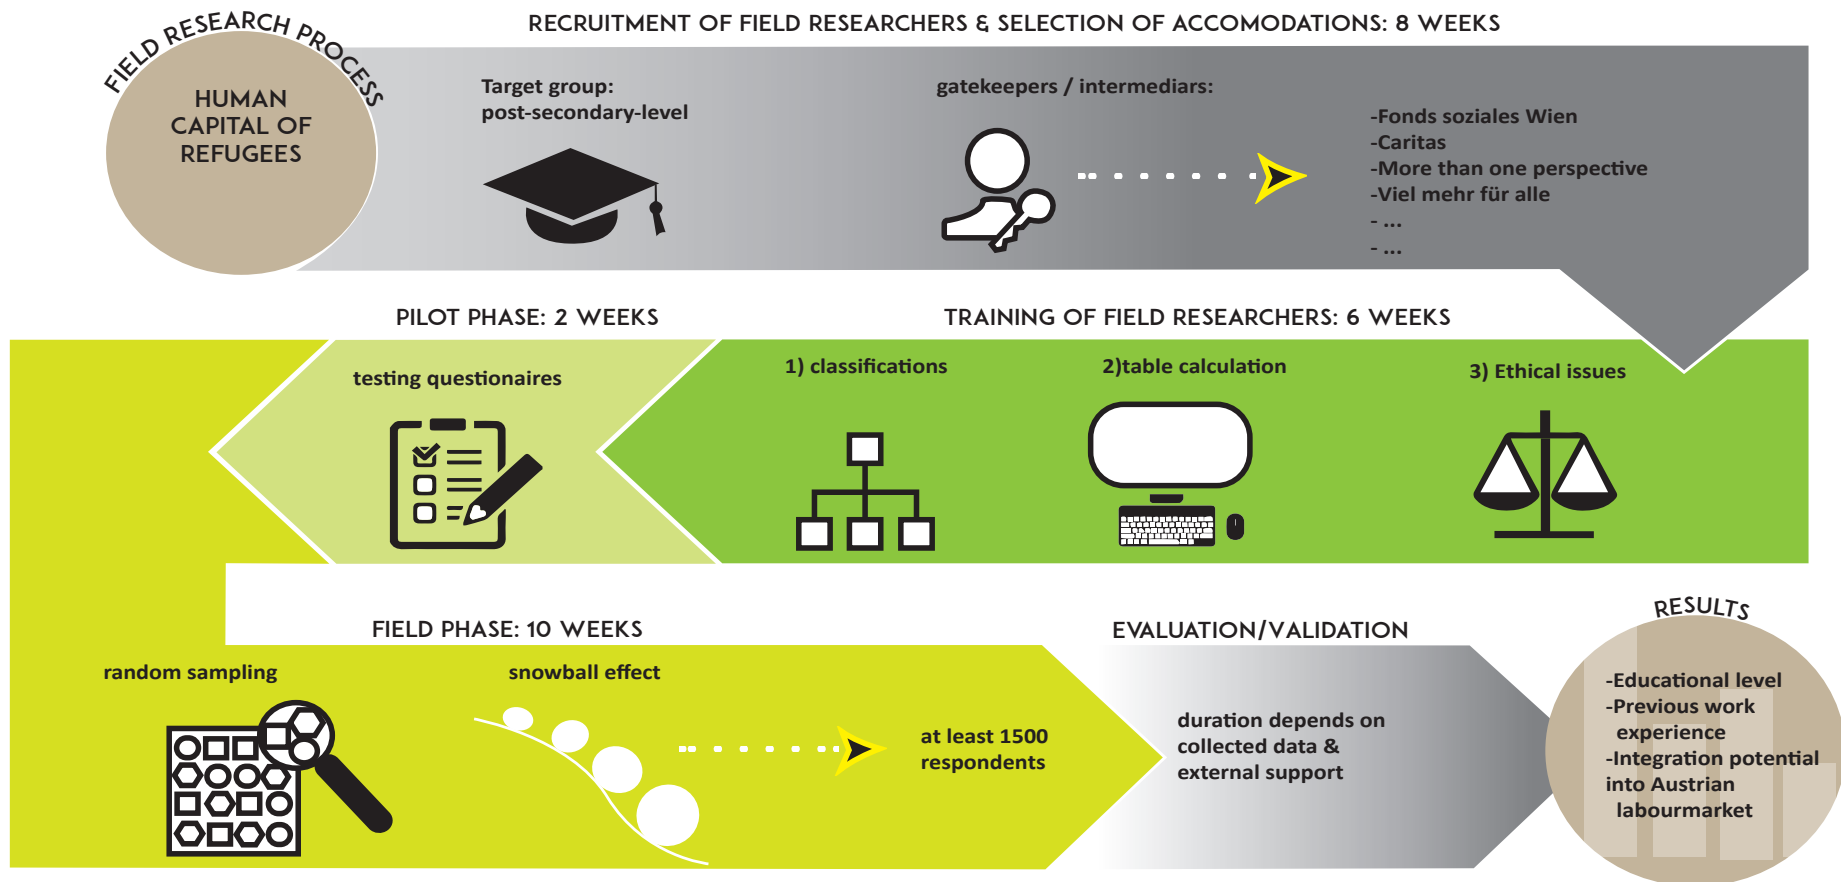 FIELD RESEARCH PROCESS
HUMAN
CAPITAL OF
REFUGEES
RECRUITMENT OF FIELD RESEARCHERS & SELECTION OF ACCOMODATIONS: 8 WEEKS
Target group:
post-secondary-level
gatekeepers / intermediars:
-Fonds soziales Wien
-Caritas
-More than one perspective
-Viel mehr für alle
- ...
- ...
PILOT PHASE: 2 WEEKS
testing questionaires
TRAINING OF FIELD RESEARCHERS: 6 WEEKS
1) classifications
2)table calculation
3) Ethical issues
FIELD PHASE: 10 WEEKS
random sampling
snowball effect
at least 1500
respondents
EVALUATION/VALIDATION
duration depends on
collected data &
external support
RESULTS
-Educational level
-Previous work
experience
-Integration potential
into Austrian
labourmarket